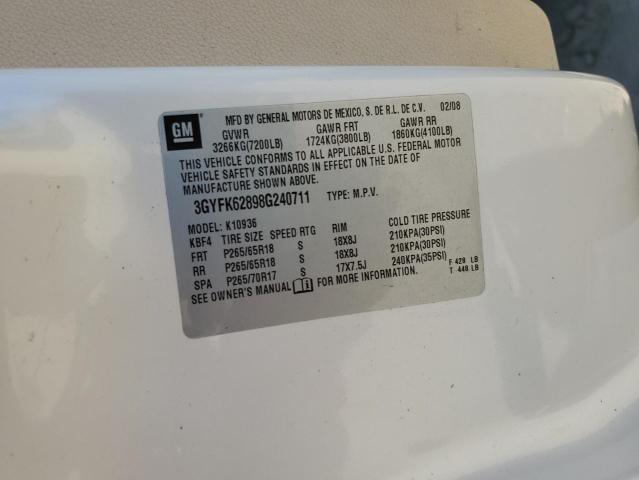 GM
MFD BY GENERAL MOTORS DE MEXICO, S. DE R.L. DE C.V. 02/08
GVWR GAWR FRT GAWR RR
3266KG(7200LB) 1724KG(3800LB) 1860KG(4100LB)
THIS VEHICLE CONFORMS TO ALL APPLICABLE U.S. FEDERAL MOTOR
VEHICLE SAFETY STANDARDS IN EFFECT ON THE DATE OF
MANUFACTURE SHOWN ABOVE.
3GYFK62898G240711 TYPE: M.P.V.
MODEL: K10936
KBF4 TIRE SIZE SPEED RTG RIM COLD TIRE PRESSURE
FRT P265/65R18 S 18X8J 210KPA(30PSI)
RR P265/65R18 S 18X8J 210KPA(30PSI)
SPA P265/70R17 S 17X7.5J 240KPA(35PSI)
SEE OWNER'S MANUAL FOR MORE INFORMATION.
F 429 LB
T 448 LB